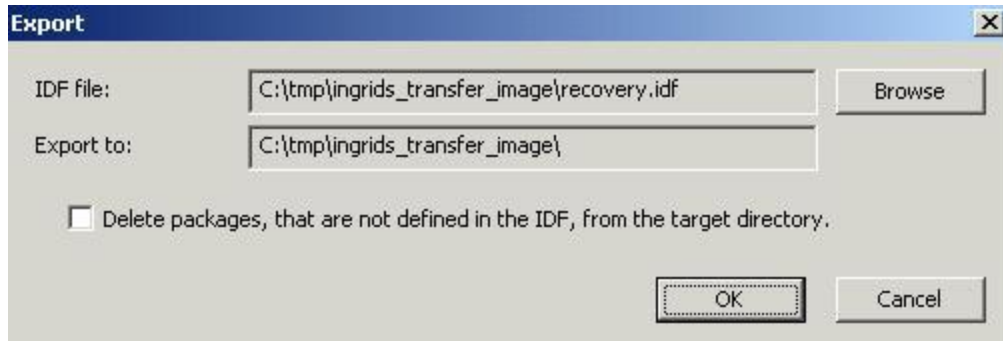 Export
IDF file:
C:\tmp\ingrids_transfer_image\recovery.idf
Browse
Export to:
C:\tmp\ingrids_transfer_image\
Delete packages, that are not defined in the IDF, from the target directory.
OK
Cancel